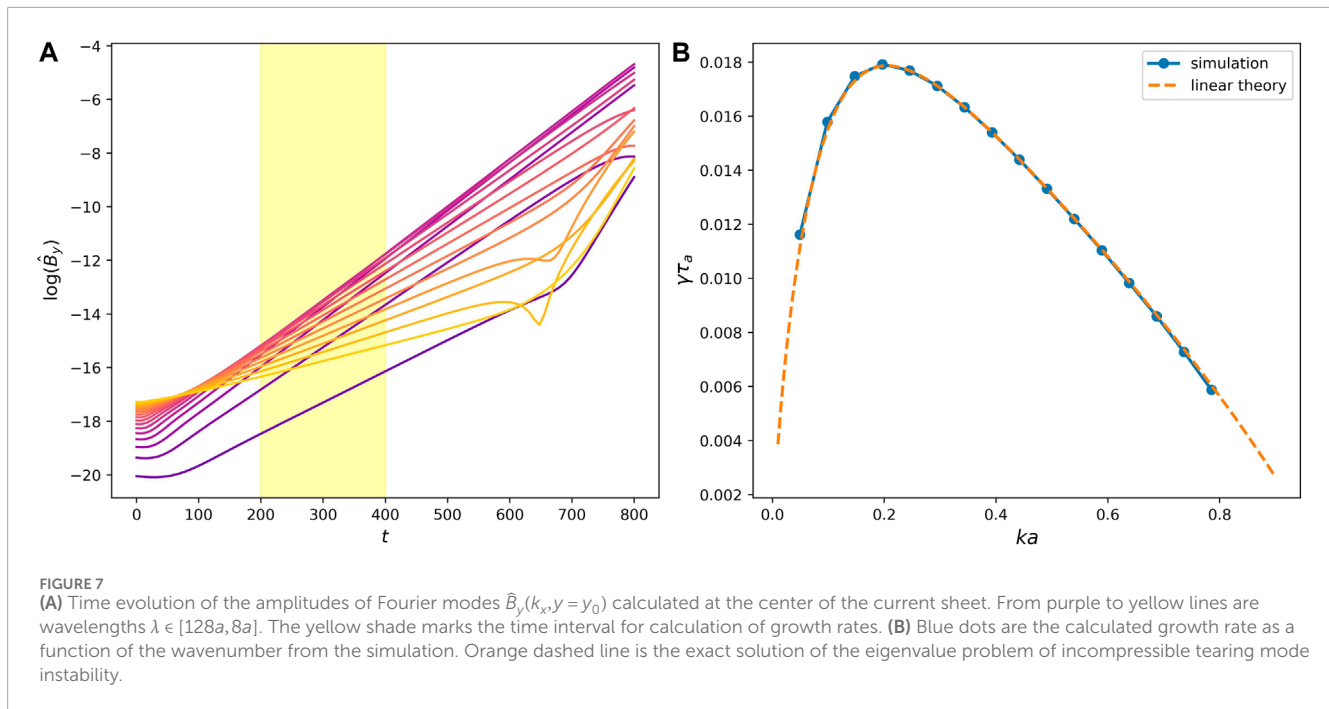 A
−4
−6
−8
−10
−12
−14
−16
−18
−20
log(B̂_y)
0 100 200 300 400 500 600 700 800
t
B
simulation
linear theory
0.018
0.016
0.014
0.012
0.010
0.008
0.006
0.004
0.002
γτ_a
0.0 0.2 0.4 0.6 0.8
ka
FIGURE 7
(A) Time evolution of the amplitudes of Fourier modes B̂_y(k_x, y = y_0) calculated at the center of the current sheet. From purple to yellow lines are
wavelengths λ ∈ [128a, 8a]. The yellow shade marks the time interval for calculation of growth rates. (B) Blue dots are the calculated growth rate as a
function of the wavenumber from the simulation. Orange dashed line is the exact solution of the eigenvalue problem of incompressible tearing mode
instability.